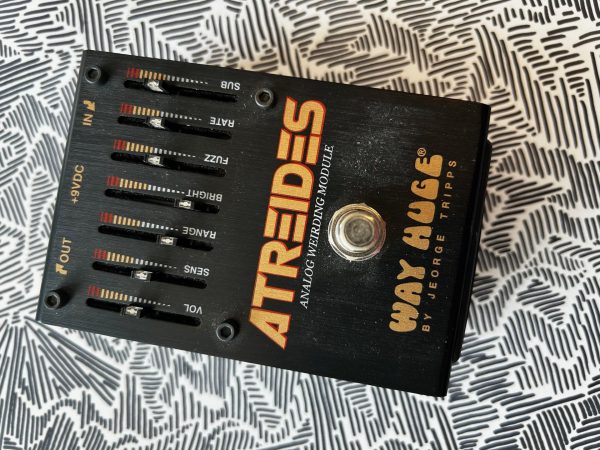 OUT +9VDC IN
VOL
SENS
RANGE
BRIGHT
FUZZ
RATE
SUB
ATREIDES
ANALOG WEIRDING MODULE
WAY HUGE®
BY JEORGE TRIPPS